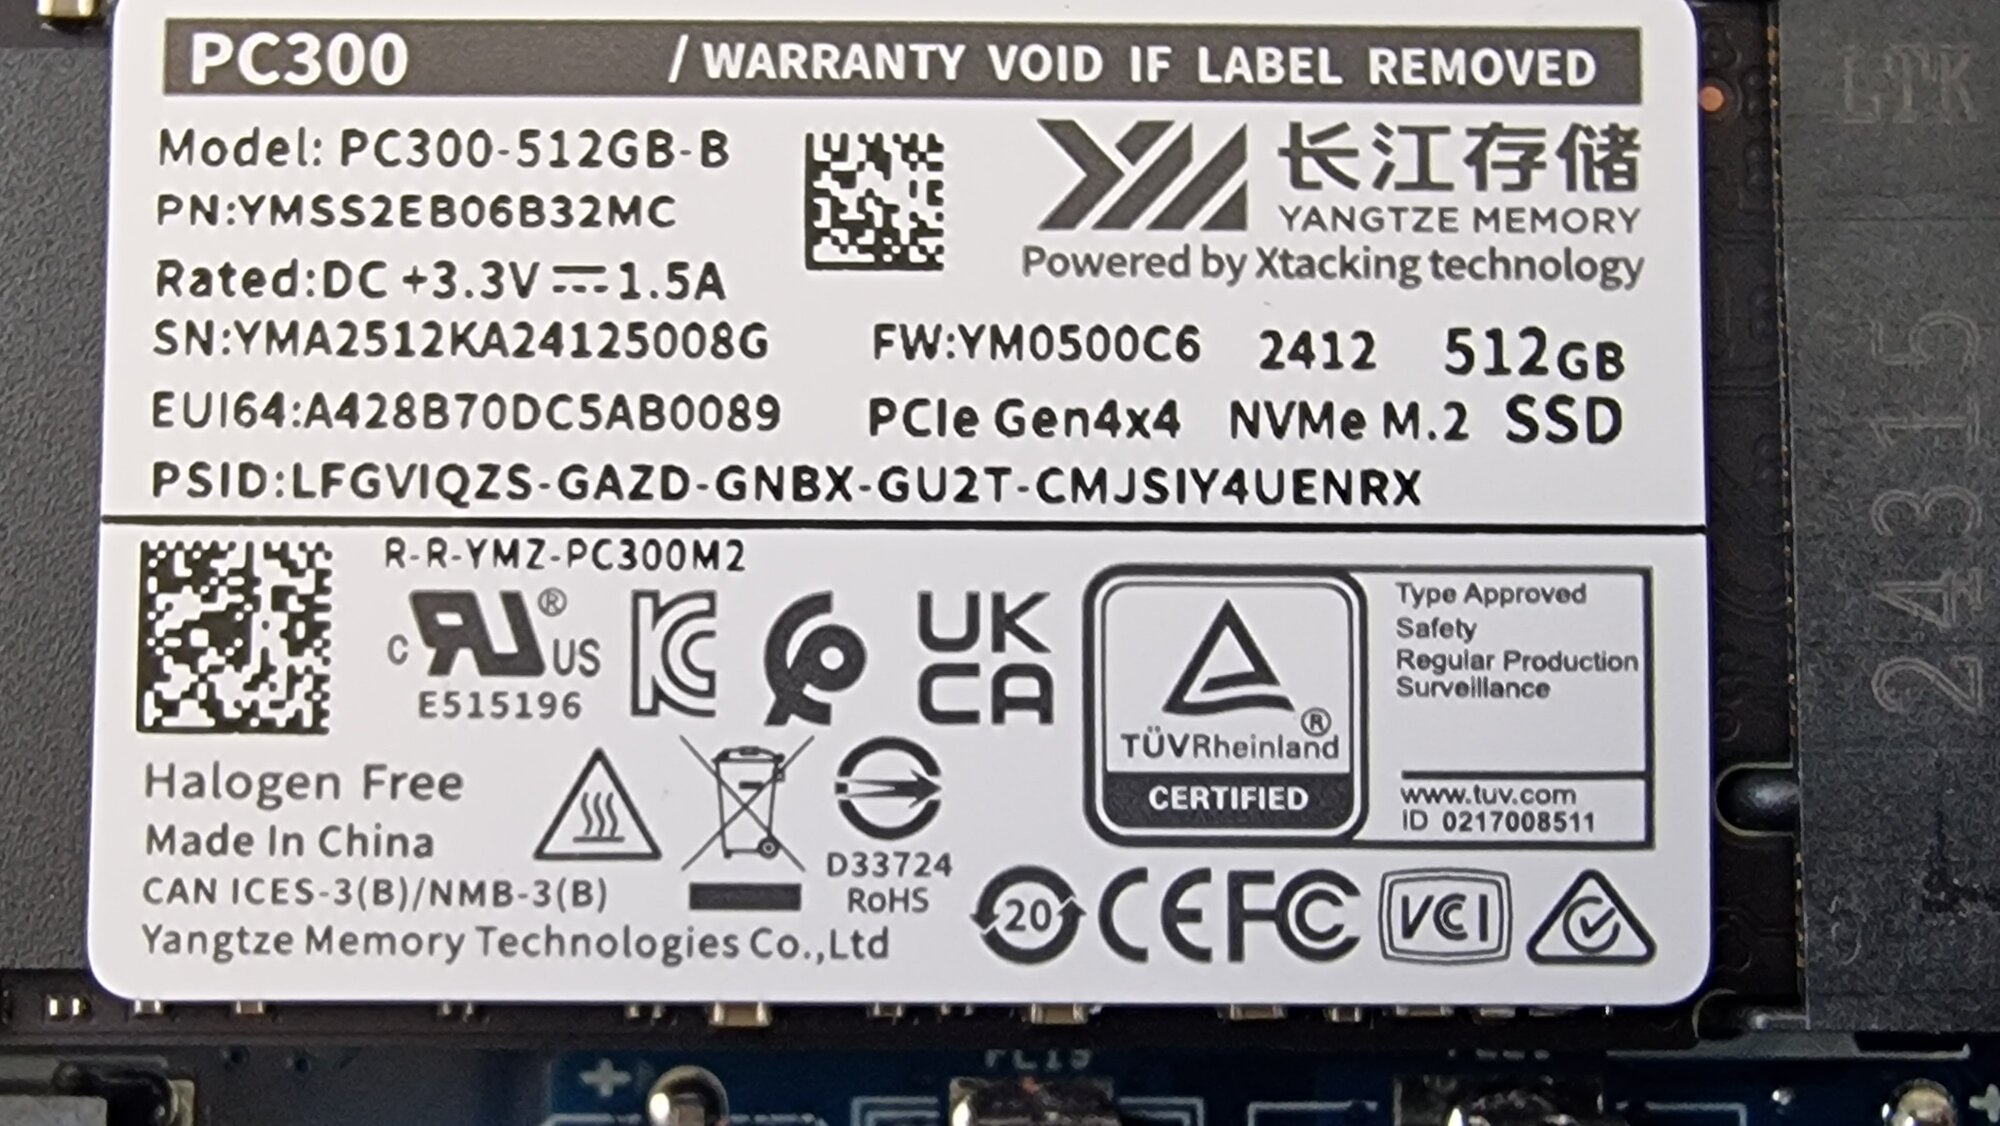 PC300 / WARRANTY VOID IF LABEL REMOVED
Model: PC300-512GB-B
PN:YMSS2EB06B32MC
长江存储
YANGTZE MEMORY
Powered by Xtacking technology
Rated:DC +3.3V 1.5A
SN:YMA2512KA24125008G FW:YM0500C6 2412 512GB
EUI64:A428B70DC5AB0089 PCIe Gen4x4 NVMe M.2 SSD
PSID:LFGVIQZS-GAZD-GNBX-GU2T-CMJSIY4UENRX
R-R-YMZ-PC300M2
C RU ® US
E515196
KC
UK
CA
TÜVRheinland ®
CERTIFIED
Type Approved
Safety
Regular Production
Surveillance
www.tuv.com
ID 0217008511
Halogen Free
Made In China
CAN ICES-3(B)/NMB-3(B)
Yangtze Memory Technologies Co.,Ltd
D33724
RoHS
20 CE FC VCI
24315